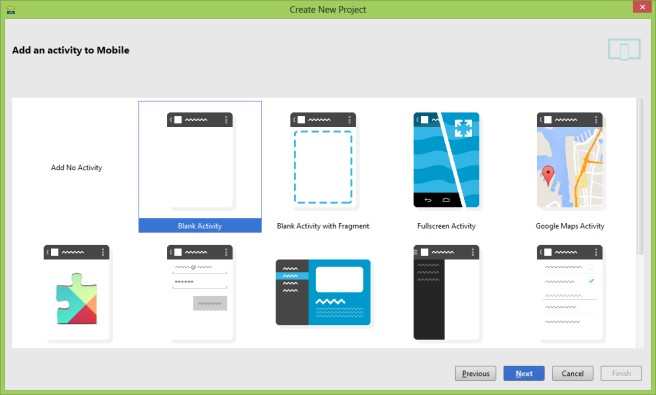 Create New Project
Add an activity to Mobile
Add No Activity
Blank Activity
Blank Activity with Fragment
Fullscreen Activity
Google Maps Activity
Previous
Next
Cancel
Finish